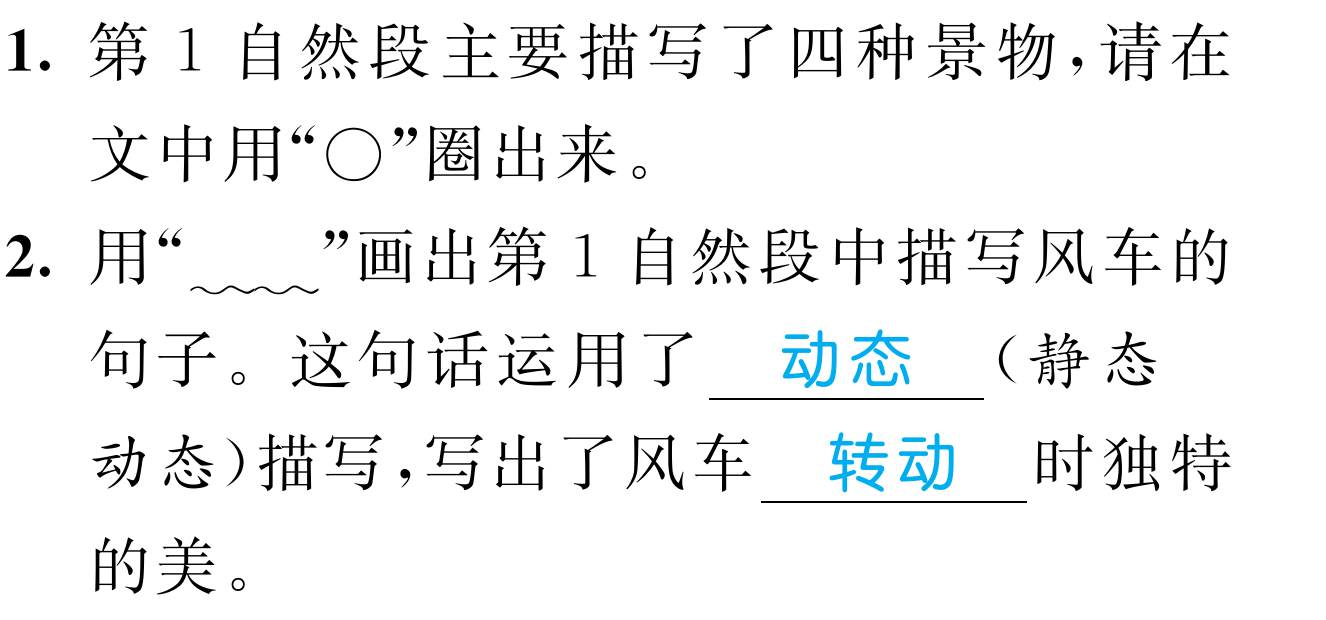 1. 第 1 自然段主要描写了四种景物,请在
文中用“○”圈出来。
2. 用“﹏﹏”画出第 1 自然段中描写风车的
句子。这句话运用了 动态 (静态
动态)描写,写出了风车 转动 时独特
的美。